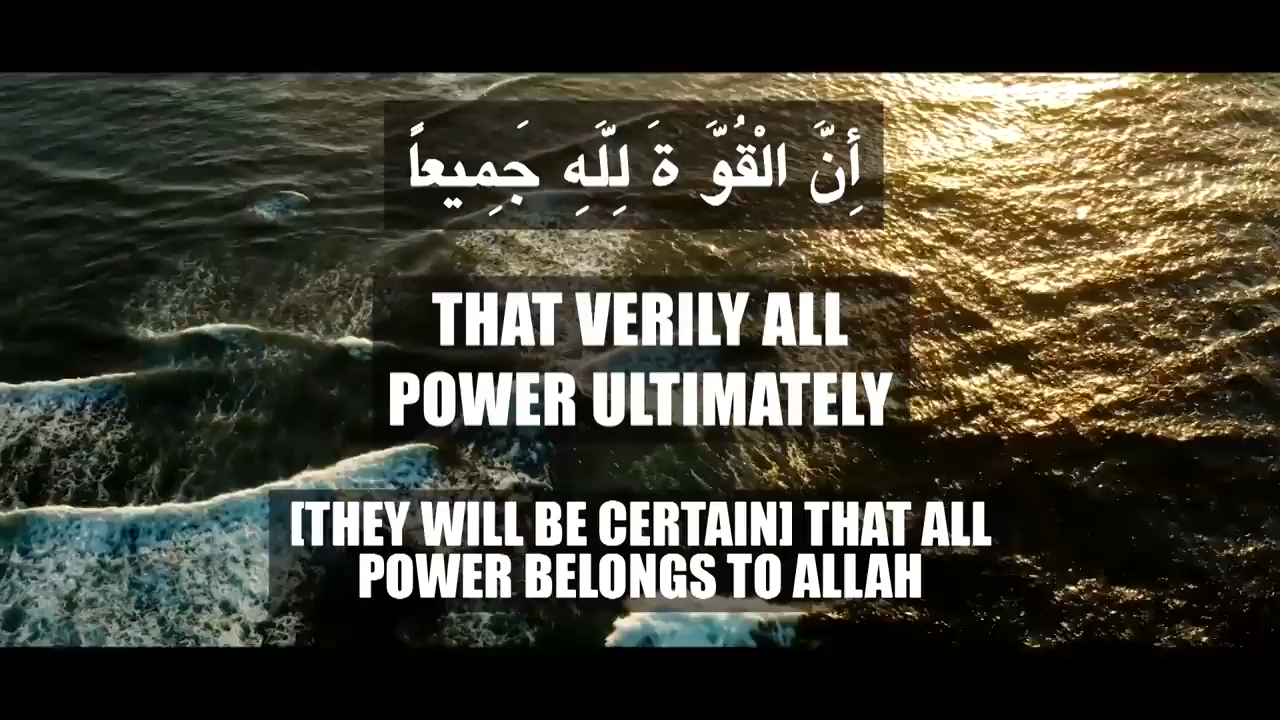 أَنَّ الْقُوَّ ةَ لِلَّهِ جَمِيعاً
THAT VERILY ALL
POWER ULTIMATELY
[THEY WILL BE CERTAIN] THAT ALL
POWER BELONGS TO ALLAH